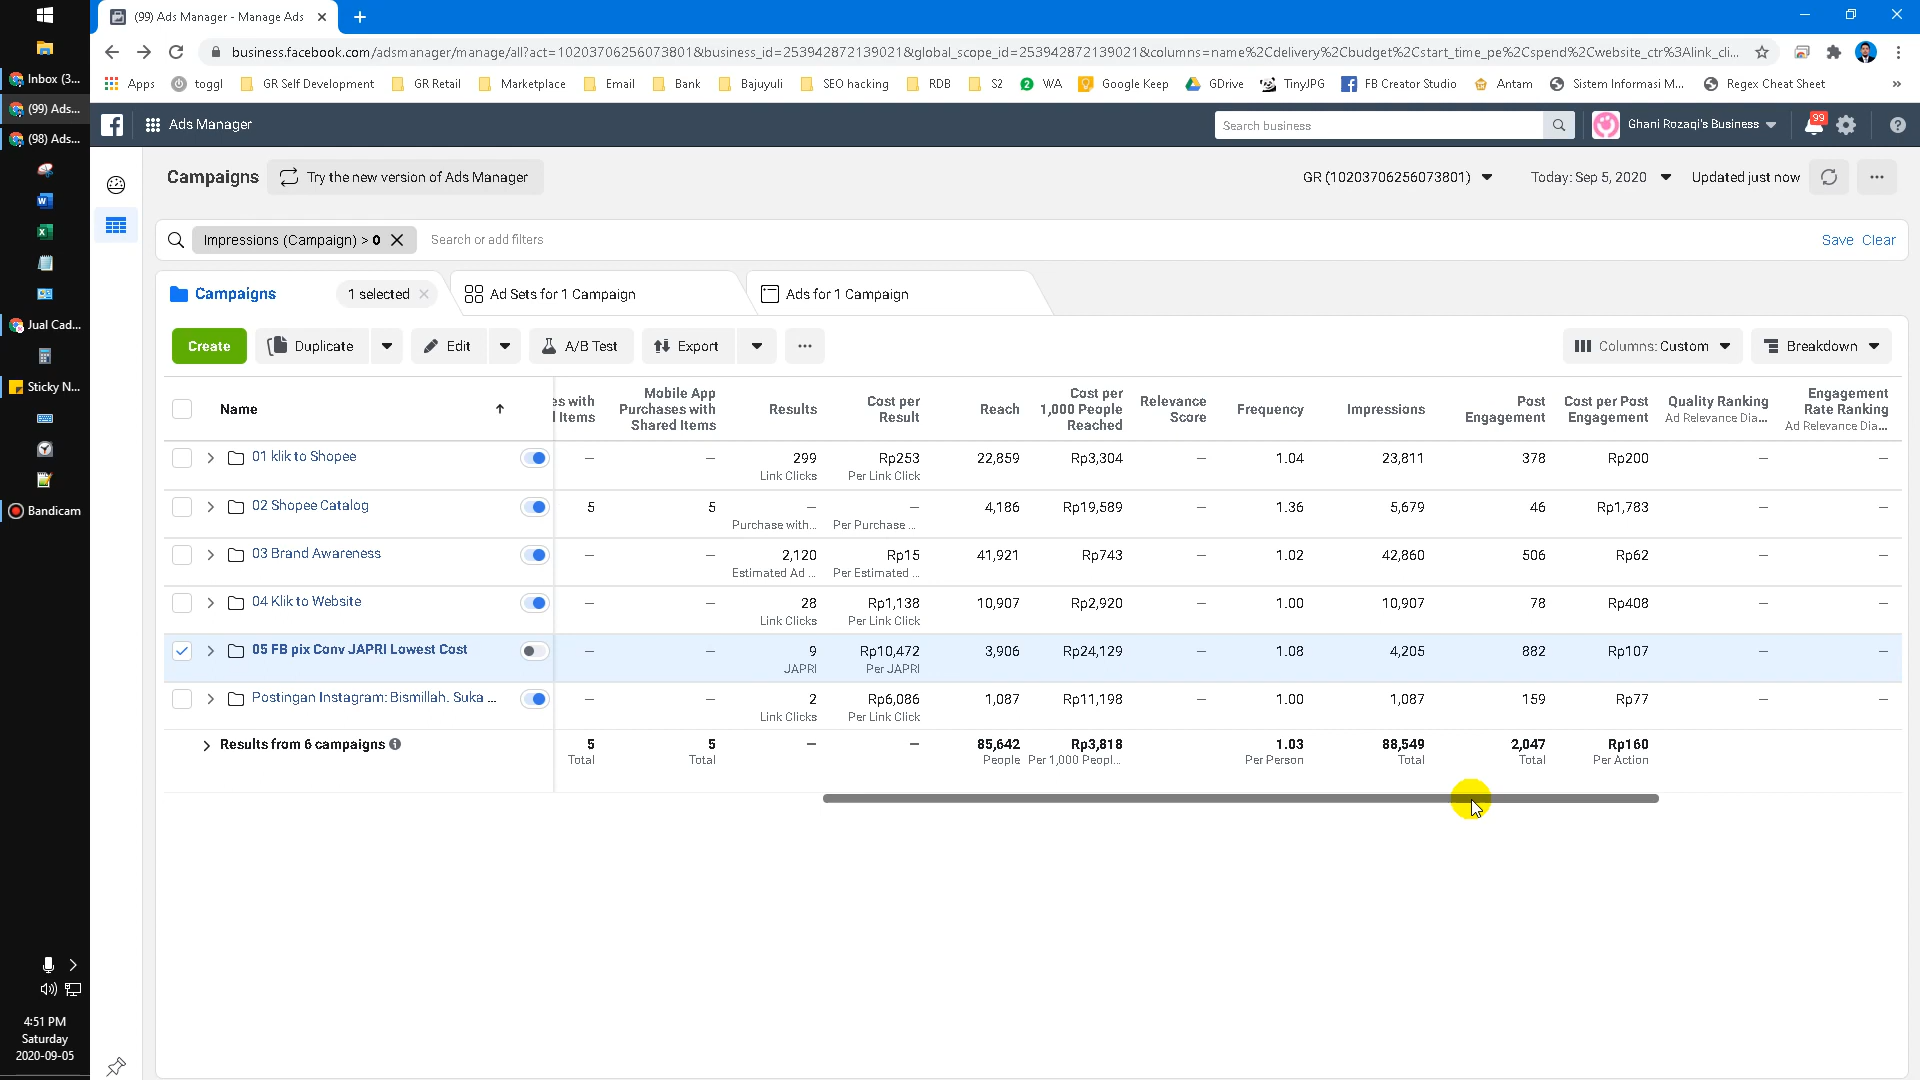 (99) Ads Manager - Manage Ads
business.facebook.com/adsmanager/manage/all?act=10203706256073801&business_id=253942872139021&global_scope_id=253942872139021&columns=name%2Cdelivery%2Cbudget%2Cstart_time_pe%2Cspend%2Cwebsite_ctr%3Alink_cli...
Apps toggl GR Self Development GR Retail Marketplace Email Bank Bajuyuli SEO hacking RDB S2 2 WA Google Keep GDrive TinyJPG FB Creator Studio Antam Sistem Informasi M... Regex Cheat Sheet »
Inbox (3...
(99) Ads...
(98) Ads...
Jual Cad...
Sticky N...
Bandicam
4:51 PM
Saturday
2020-09-05
Ads Manager Search business Ghani Rozaqi's Business 99
Campaigns Try the new version of Ads Manager GR (10203706256073801) Today: Sep 5, 2020 Updated just now
Impressions (Campaign) > 0 Search or add filters Save Clear
Campaigns 1 selected Ad Sets for 1 Campaign Ads for 1 Campaign
Create Duplicate Edit A/B Test Export Columns: Custom Breakdown
Name
es with
Items
Mobile App
Purchases with
Shared Items
Results
Cost per
Result
Reach
Cost per
1,000 People
Reached
Relevance
Score
Frequency
Impressions
Post
Engagement
Cost per Post
Engagement
Quality Ranking
Ad Relevance Dia...
Engagement
Rate Ranking
Ad Relevance Dia...
01 klik to Shopee — — 299 Rp253 22,859 Rp3,304 — 1.04 23,811 378 Rp200 — —
Link Clicks Per Link Click
02 Shopee Catalog 5 5 — — 4,186 Rp19,589 — 1.36 5,679 46 Rp1,783 — —
Purchase with... Per Purchase ...
03 Brand Awareness — — 2,120 Rp15 41,921 Rp743 — 1.02 42,860 506 Rp62 — —
Estimated Ad ... Per Estimated ...
04 Klik to Website — — 28 Rp1,138 10,907 Rp2,920 — 1.00 10,907 78 Rp408 — —
Link Clicks Per Link Click
05 FB pix Conv JAPRI Lowest Cost — — 9 Rp10,472 3,906 Rp24,129 — 1.08 4,205 882 Rp107 — —
JAPRI Per JAPRI
Postingan Instagram: Bismillah. Suka ... — — 2 Rp6,086 1,087 Rp11,198 — 1.00 1,087 159 Rp77 — —
Link Clicks Per Link Click
Results from 6 campaigns 5 5 — — 85,642 Rp3,818 1.03 88,549 2,047 Rp160
Total Total People Per 1,000 Peopl... Per Person Total Total Per Action